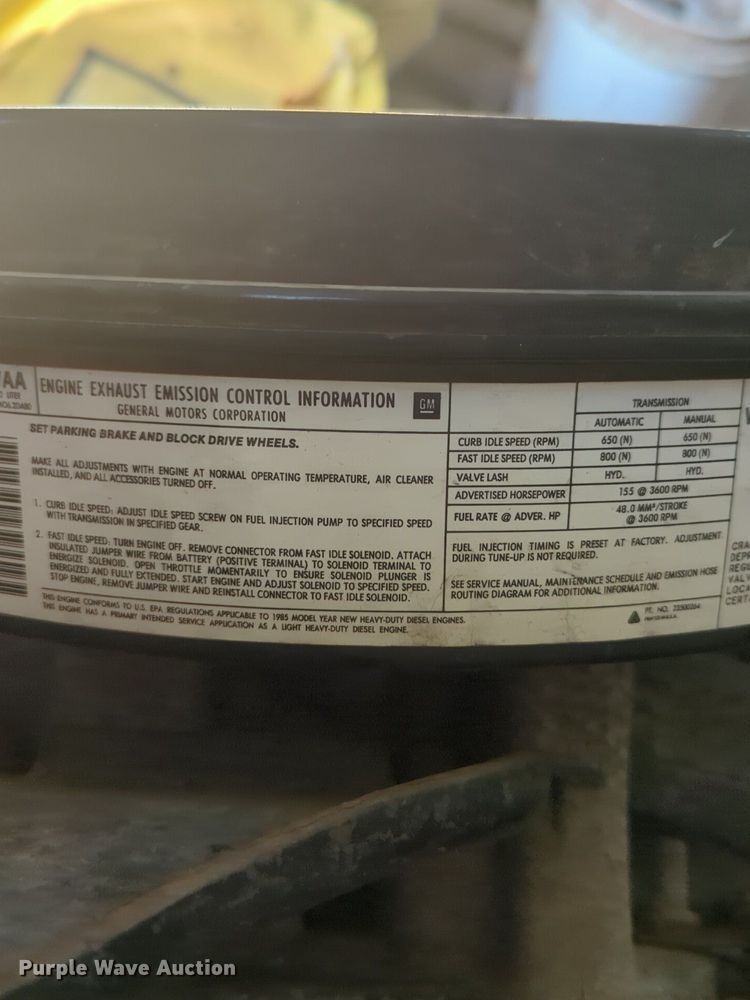 AA
LITER
ENGINE EXHAUST EMISSION CONTROL INFORMATION
GENERAL MOTORS CORPORATION
GM
SET PARKING BRAKE AND BLOCK DRIVE WHEELS.
MAKE ALL ADJUSTMENTS WITH ENGINE AT NORMAL OPERATING TEMPERATURE, AIR CLEANER
INSTALLED, AND ALL ACCESSORIES TURNED OFF.
1. CURB IDLE SPEED: ADJUST IDLE SPEED SCREW ON FUEL INJECTION PUMP TO SPECIFIED SPEED
WITH TRANSMISSION IN SPECIFIED GEAR.
2. FAST IDLE SPEED: TURN ENGINE OFF. REMOVE CONNECTOR FROM FAST IDLE SOLENOID. ATTACH
INSULATED JUMPER WIRE FROM BATTERY (POSITIVE TERMINAL) TO SOLENOID TERMINAL TO
ENERGIZE SOLENOID. OPEN THROTTLE MOMENTARILY TO ENSURE SOLENOID PLUNGER IS
ENERGIZED AND FULLY EXTENDED. START ENGINE AND ADJUST SOLENOID TO SPECIFIED SPEED.
STOP ENGINE, REMOVE JUMPER WIRE AND REINSTALL CONNECTOR TO FAST IDLE SOLENOID.
THIS ENGINE CONFORMS TO U.S. EPA REGULATIONS APPLICABLE TO 1985 MODEL YEAR NEW HEAVY-DUTY DIESEL ENGINES.
THIS ENGINE HAS A PRIMARY INTENDED SERVICE APPLICATION AS A LIGHT HEAVY-DUTY DIESEL ENGINE.
TRANSMISSION
AUTOMATIC MANUAL
CURB IDLE SPEED (RPM) 650 (N) 650 (N)
FAST IDLE SPEED (RPM) 800 (N) 800 (N)
VALVE LASH HYD. HYD.
ADVERTISED HORSEPOWER 155 @ 3600 RPM
FUEL RATE @ ADVER. HP 48.0 MM³/STROKE
@ 3600 RPM
FUEL INJECTION TIMING IS PRESET AT FACTORY. ADJUSTMENT
DURING TUNE-UP IS NOT REQUIRED.
SEE SERVICE MANUAL, MAINTENANCE SCHEDULE AND EMISSION HOSE
ROUTING DIAGRAM FOR ADDITIONAL INFORMATION.
PT. NO.
CRA
DEPR
REGU
VAL
LOCA
CERT
Purple Wave Auction